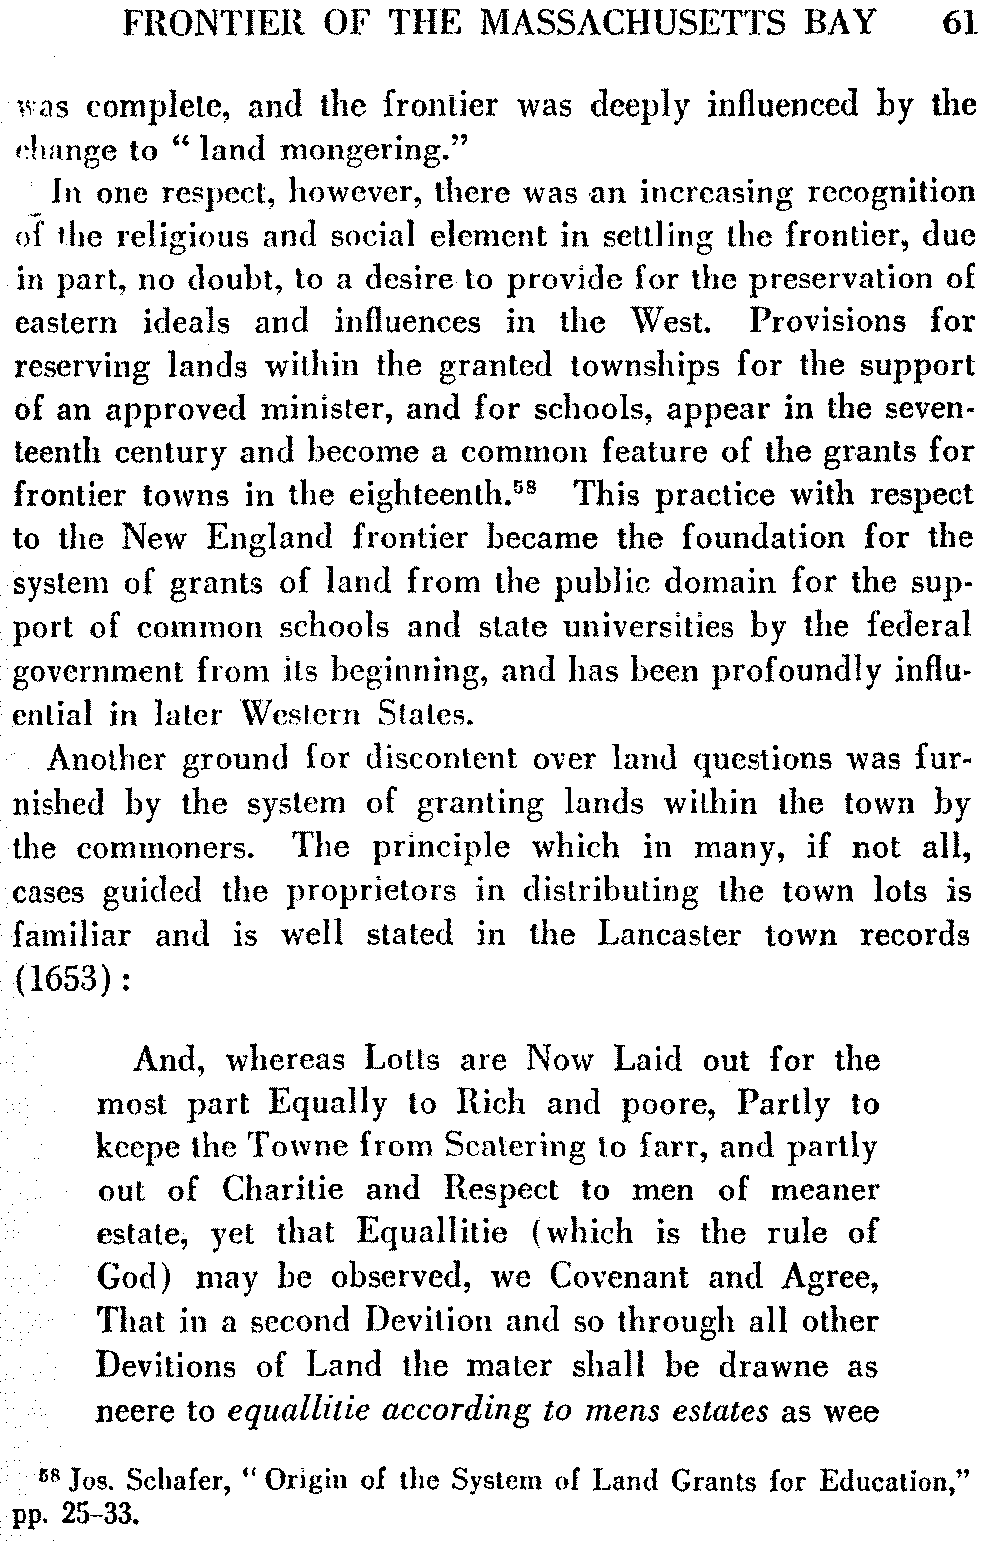 FRONTIER OF THE MASSACHUSETTS BAY 61
was complete, and the frontier was deeply influenced by the
change to “ land mongering.”
In one respect, however, there was an increasing recognition
of the religious and social element in settling the frontier, due
in part, no doubt, to a desire to provide for the preservation of
eastern ideals and influences in the West. Provisions for
reserving lands within the granted townships for the support
of an approved minister, and for schools, appear in the seven-
teenth century and become a common feature of the grants for
frontier towns in the eighteenth.⁵⁸ This practice with respect
to the New England frontier became the foundation for the
system of grants of land from the public domain for the sup-
port of common schools and state universities by the federal
government from its beginning, and has been profoundly influ-
ential in later Western States.
Another ground for discontent over land questions was fur-
nished by the system of granting lands within the town by
the commoners. The principle which in many, if not all,
cases guided the proprietors in distributing the town lots is
familiar and is well stated in the Lancaster town records
(1653) :
And, whereas Lotts are Now Laid out for the
most part Equally to Rich and poore, Partly to
keepe the Towne from Scatering to farr, and partly
out of Charitie and Respect to men of meaner
estate, yet that Equallitie (which is the rule of
God) may be observed, we Covenant and Agree,
That in a second Devition and so through all other
Devitions of Land the mater shall be drawne as
neere to equallitie according to mens estates as wee
⁵⁸ Jos. Schafer, “ Origin of the System of Land Grants for Education,”
pp. 25–33.